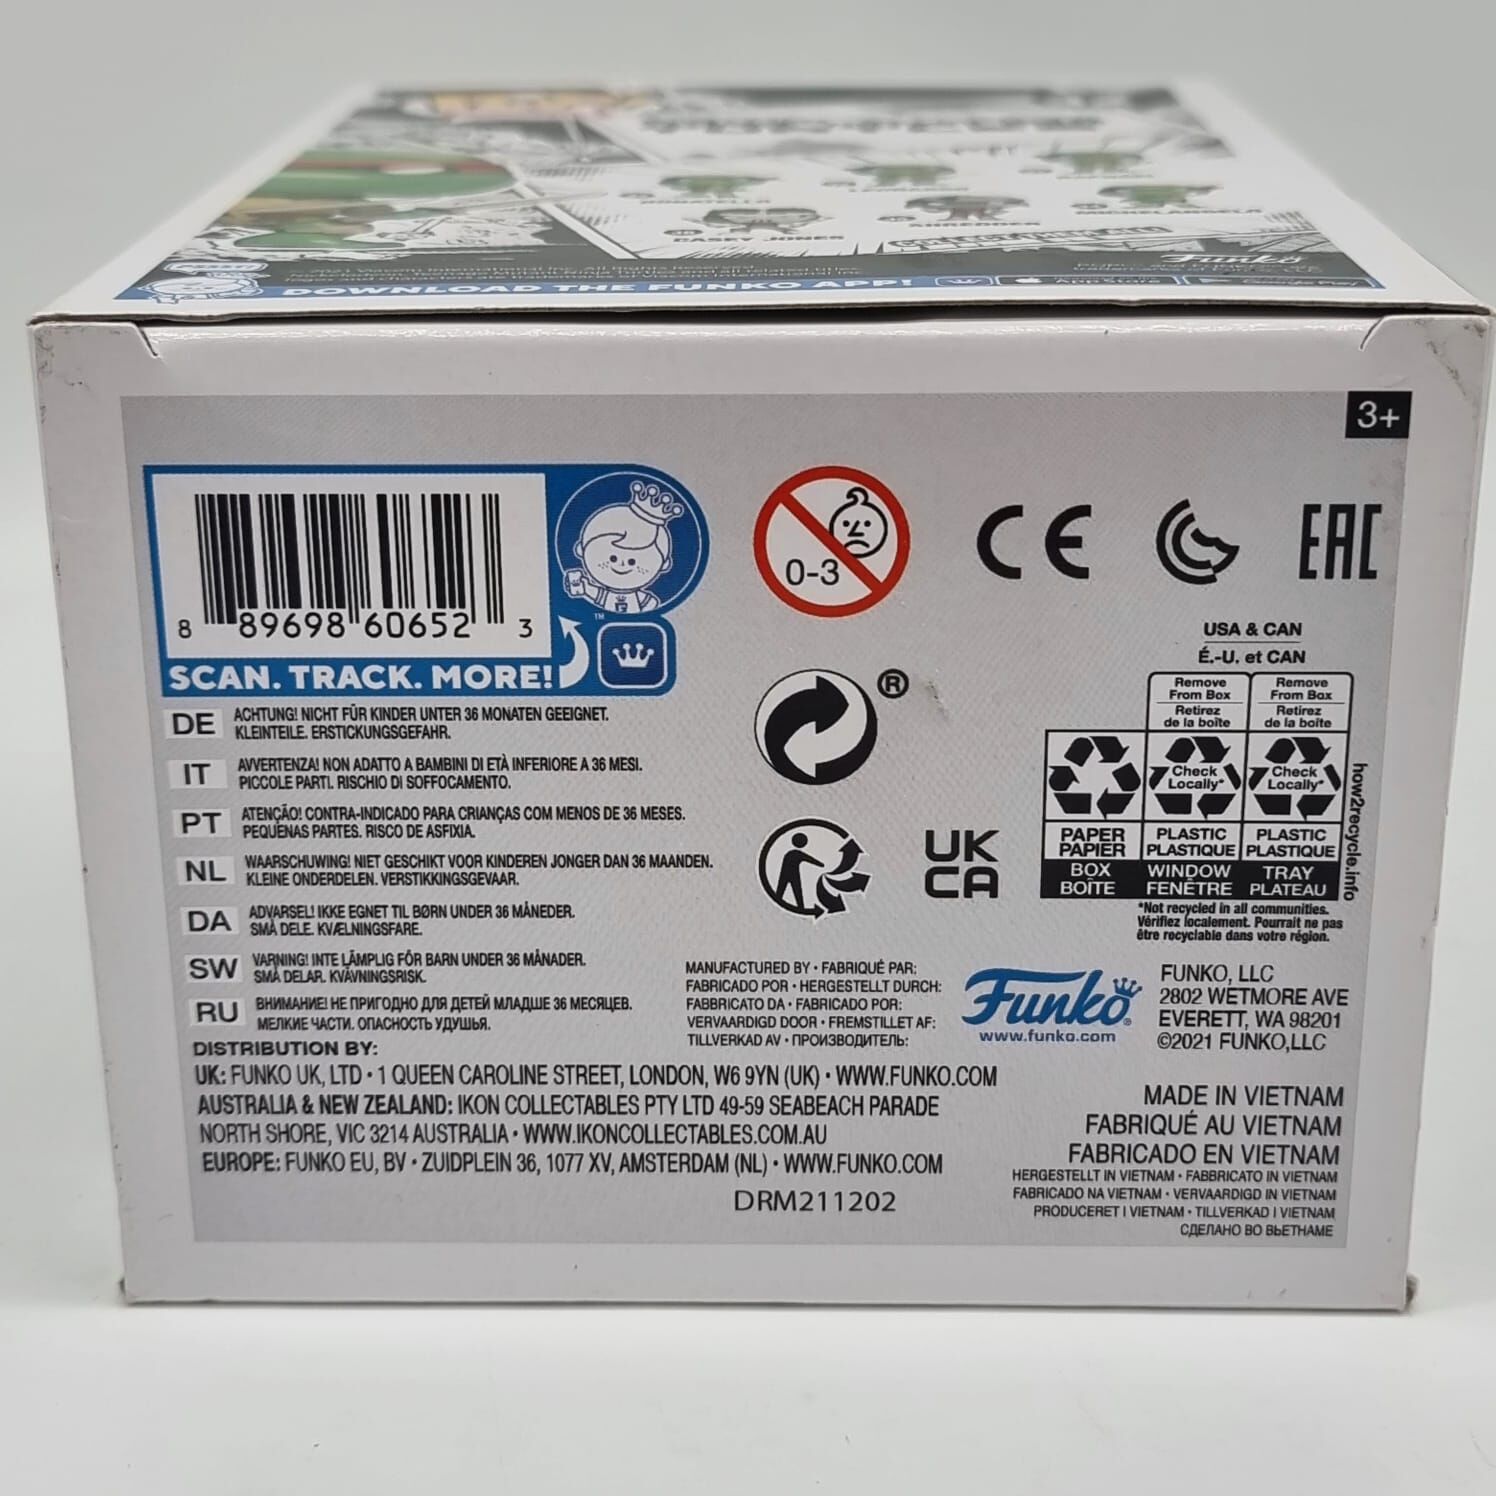 DONATELLO
CASEY JONES
SHREDDER
MICHELANGELO
COLLECT THEM ALL!
Funko
DOWNLOAD THE FUNKO APP!
App Store
Google Play
3+
8 89698 60652 3
SCAN. TRACK. MORE!
TM
0-3
CE
EAC
USA & CAN
É.-U. et CAN
Remove From Box
Retirez de la boîte
Remove From Box
Retirez de la boîte
Check Locally*
Check Locally*
PAPER
PAPIER
BOX
BOÎTE
PLASTIC
PLASTIQUE
WINDOW
FENÊTRE
PLASTIC
PLASTIQUE
TRAY
PLATEAU
how2recycle.info
*Not recycled in all communities.
Vérifiez localement. Pourrait ne pas
être recyclable dans votre région.
®
UK
CA
DE ACHTUNG! NICHT FÜR KINDER UNTER 36 MONATEN GEEIGNET.
KLEINTEILE. ERSTICKUNGSGEFAHR.
IT AVVERTENZA! NON ADATTO A BAMBINI DI ETÀ INFERIORE A 36 MESI.
PICCOLE PARTI. RISCHIO DI SOFFOCAMENTO.
PT ATENÇÃO! CONTRA-INDICADO PARA CRIANÇAS COM MENOS DE 36 MESES.
PEQUENAS PARTES. RISCO DE ASFIXIA.
NL WAARSCHUWING! NIET GESCHIKT VOOR KINDEREN JONGER DAN 36 MAANDEN.
KLEINE ONDERDELEN. VERSTIKKINGSGEVAAR.
DA ADVARSEL! IKKE EGNET TIL BØRN UNDER 36 MÅNEDER.
SMÅ DELE. KVÆLNINGSFARE.
SW VARNING! INTE LÄMPLIG FÖR BARN UNDER 36 MÅNADER.
SMÅ DELAR. KVÄVNINGSRISK.
RU ВНИМАНИЕ! НЕ ПРИГОДНО ДЛЯ ДЕТЕЙ МЛАДШЕ 36 МЕСЯЦЕВ.
МЕЛКИЕ ЧАСТИ. ОПАСНОСТЬ УДУШЬЯ.
MANUFACTURED BY • FABRIQUÉ PAR:
FABRICADO POR • HERGESTELLT DURCH:
FABBRICATO DA • FABRICADO POR:
VERVAARDIGD DOOR • FREMSTILLET AF:
TILLVERKAD AV • ПРОИЗВОДИТЕЛЬ:
Funko®
www.funko.com
FUNKO, LLC
2802 WETMORE AVE
EVERETT, WA 98201
©2021 FUNKO,LLC
DISTRIBUTION BY:
UK: FUNKO UK, LTD • 1 QUEEN CAROLINE STREET, LONDON, W6 9YN (UK) • WWW.FUNKO.COM
AUSTRALIA & NEW ZEALAND: IKON COLLECTABLES PTY LTD 49-59 SEABEACH PARADE
NORTH SHORE, VIC 3214 AUSTRALIA • WWW.IKONCOLLECTABLES.COM.AU
EUROPE: FUNKO EU, BV • ZUIDPLEIN 36, 1077 XV, AMSTERDAM (NL) • WWW.FUNKO.COM
DRM211202
MADE IN VIETNAM
FABRIQUÉ AU VIETNAM
FABRICADO EN VIETNAM
HERGESTELLT IN VIETNAM • FABBRICATO IN VIETNAM
FABRICADO NA VIETNAM • VERVAARDIGD IN VIETNAM
PRODUCERET I VIETNAM • TILLVERKAD I VIETNAM
СДЕЛАНО ВО ВЬЕТНАМЕ